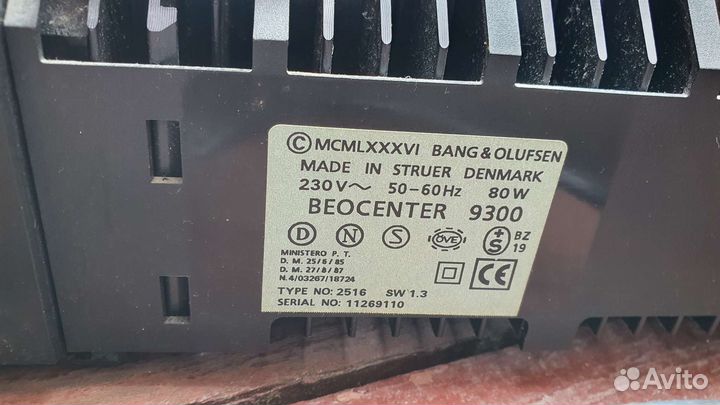 © MCMLXXXVI BANG & OLUFSEN
MADE IN STRUER DENMARK
230V~ 50-60Hz 80W
BEOCENTER 9300
D N S ÖVE +S BZ 19
MINISTERO P. T.
D. M. 25/6/85
D. M. 27/8/87
N.4/03267/18724
CE
TYPE NO: 2516 SW 1.3
SERIAL NO: 11269110
Avito